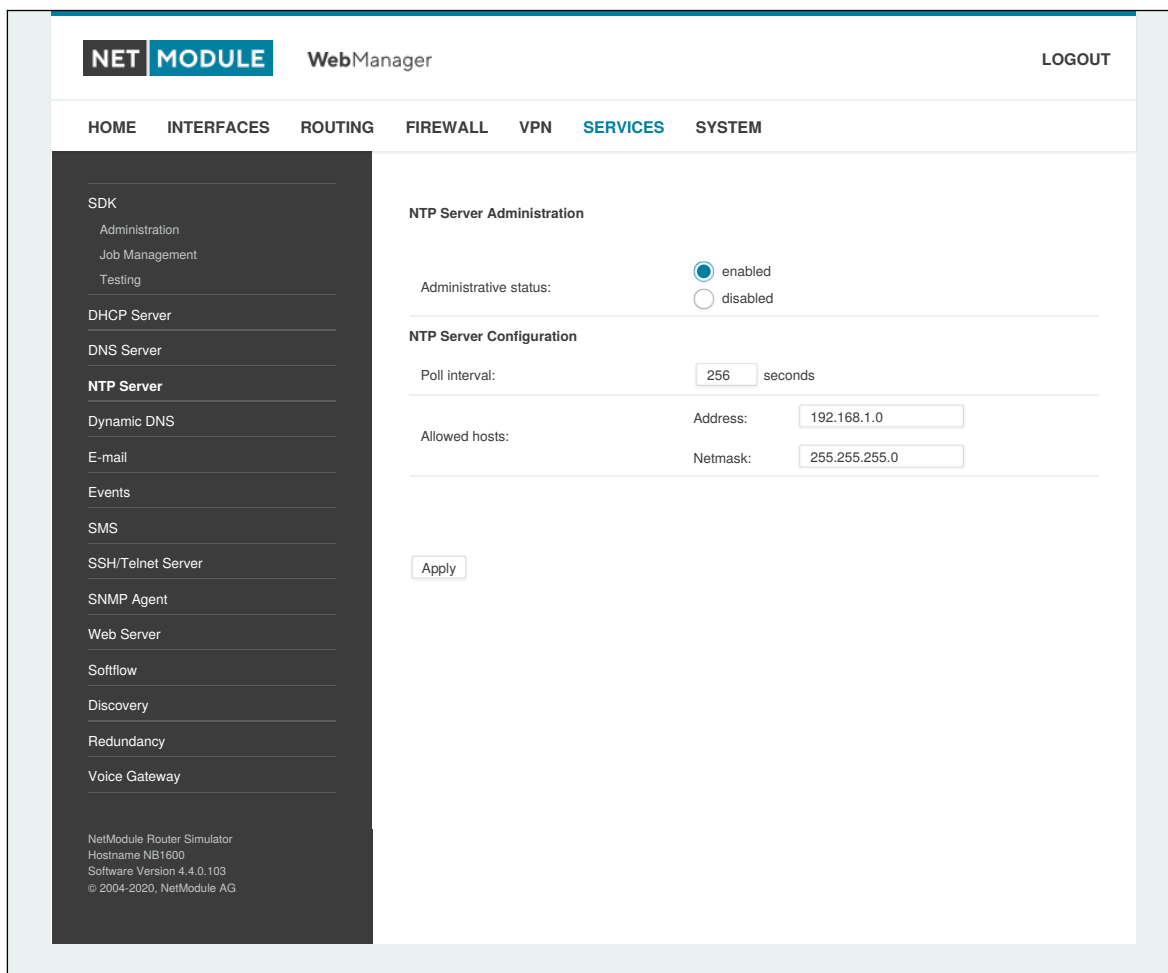 NET MODULE WebManager LOGOUT
HOME INTERFACES ROUTING FIREWALL VPN SERVICES SYSTEM
SDK
Administration
Job Management
Testing
DHCP Server
DNS Server
NTP Server
Dynamic DNS
E-mail
Events
SMS
SSH/Telnet Server
SNMP Agent
Web Server
Softflow
Discovery
Redundancy
Voice Gateway
NetModule Router Simulator
Hostname NB1600
Software Version 4.4.0.103
© 2004-2020, NetModule AG
NTP Server Administration
Administrative status:
enabled
disabled
NTP Server Configuration
Poll interval: 256 seconds
Allowed hosts:
Address: 192.168.1.0
Netmask: 255.255.255.0
Apply